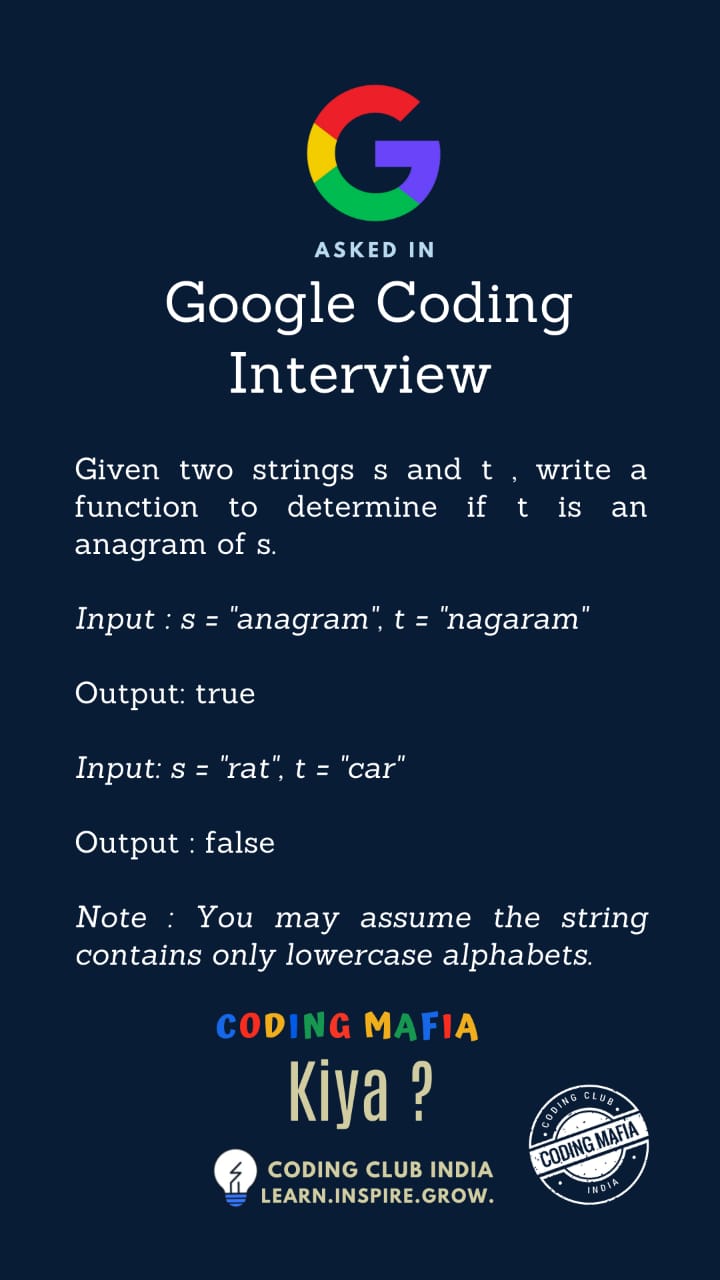 ASKED IN
Google Coding
Interview
Given two strings s and t , write a
function to determine if t is an
anagram of s.
Input : s = "anagram", t = "nagaram"
Output: true
Input: s = "rat", t = "car"
Output : false
Note : You may assume the string
contains only lowercase alphabets.
CODING MAFIA
Kiya ?
CODING CLUB INDIA
LEARN.INSPIRE.GROW.
CODING CLUB
CODING MAFIA
INDIA